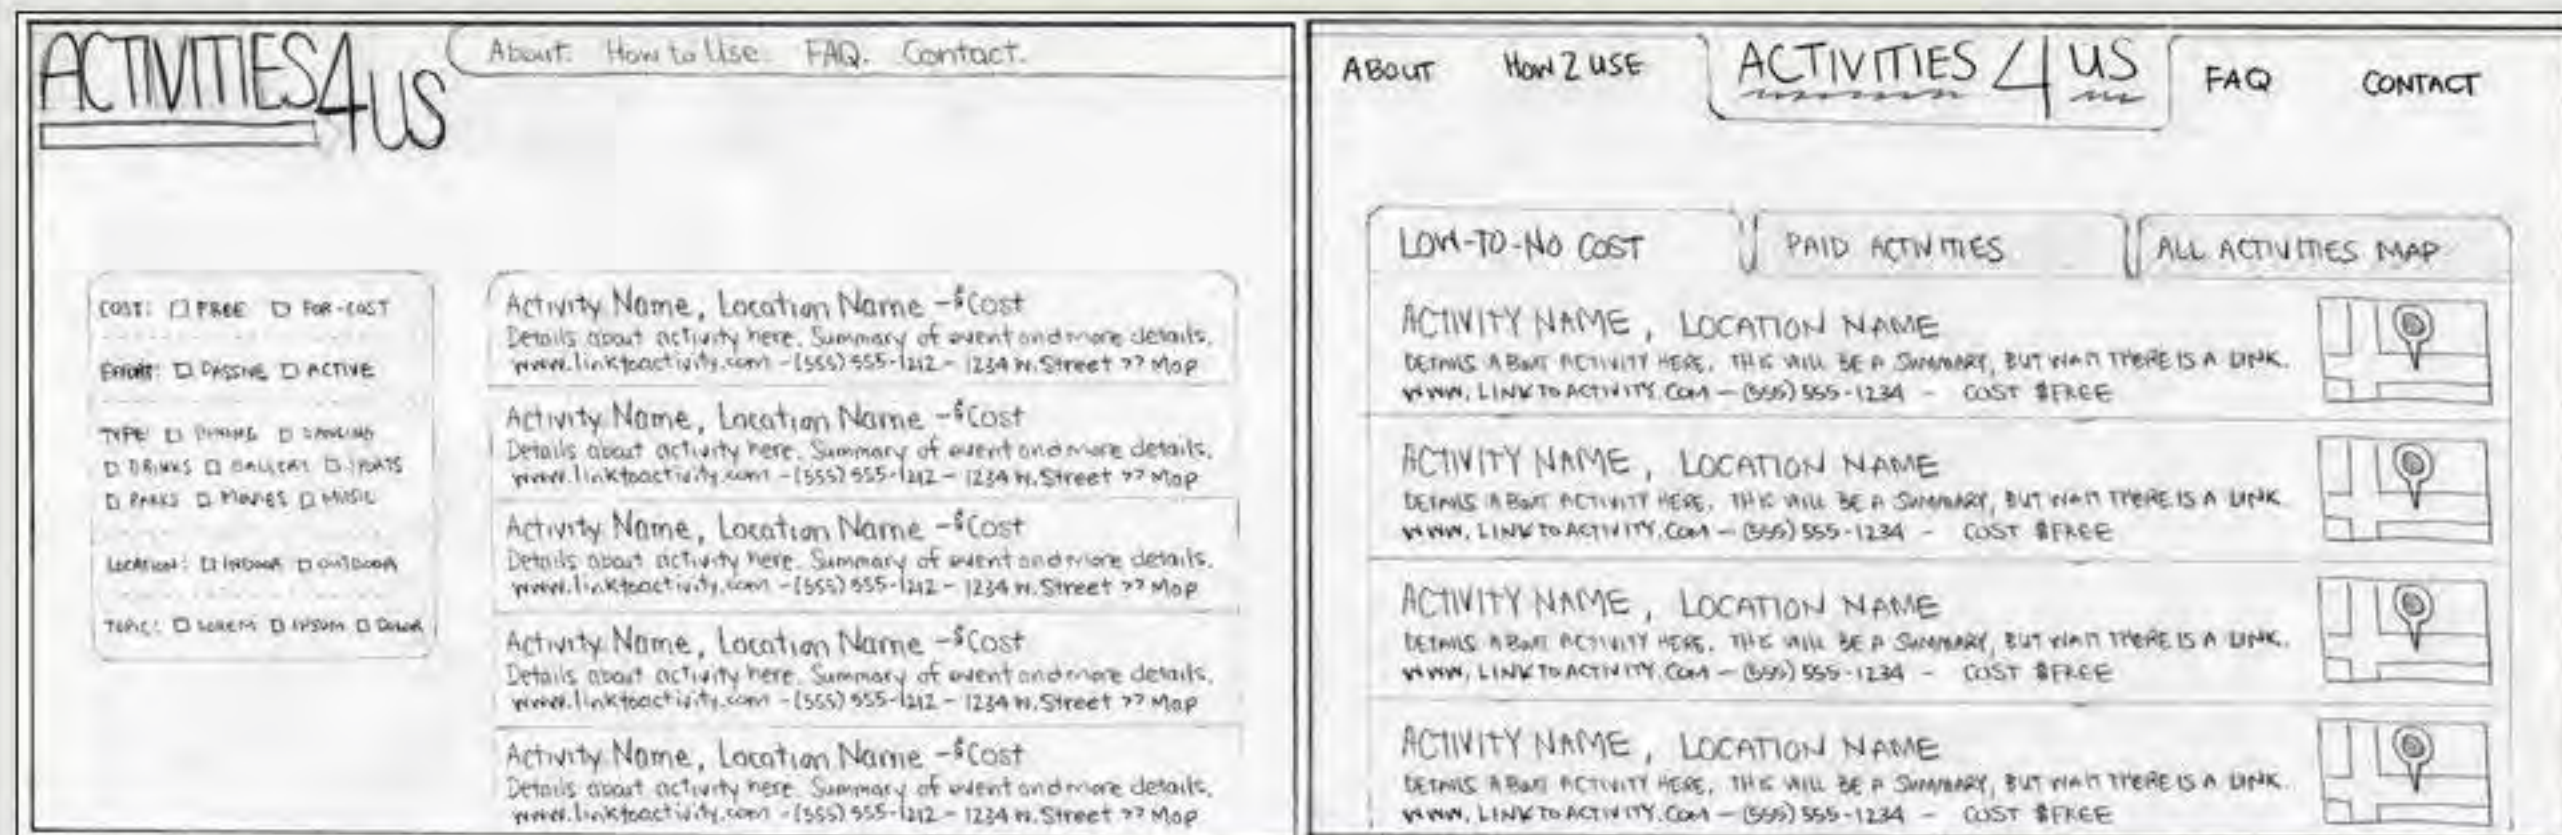 ACTIVITIES4US
About. How to Use. FAQ. Contact.
COST: FREE FOR-COST
EFFORT: PASSIVE ACTIVE
TYPE: DINING DANCING
DRINKS GALLERY SPORTS
PARKS MOVIES MUSIC
LOCATION: INDOOR OUTDOOR
TOPIC: LOREM IPSUM DOLOR
Activity Name, Location Name -$Cost
Details about activity here. Summary of event and more details.
www.linktoactivity.com - (555) 555-1212 - 1234 W. Street >> Map
Activity Name, Location Name -$Cost
Details about activity here. Summary of event and more details.
www.linktoactivity.com - (555) 555-1212 - 1234 W. Street >> Map
Activity Name, Location Name -$Cost
Details about activity here. Summary of event and more details.
www.linktoactivity.com - (555) 555-1212 - 1234 W. Street >> Map
Activity Name, Location Name -$Cost
Details about activity here. Summary of event and more details.
www.linktoactivity.com - (555) 555-1212 - 1234 W. Street >> Map
Activity Name, Location Name -$Cost
Details about activity here. Summary of event and more details.
www.linktoactivity.com - (555) 555-1212 - 1234 W. Street >> Map
ABOUT HOW 2 USE ACTIVITIES 4 US FAQ CONTACT
LOW-TO-NO COST PAID ACTIVITIES ALL ACTIVITIES MAP
ACTIVITY NAME, LOCATION NAME
DETAILS ABOUT ACTIVITY HERE. THIS WILL BE A SUMMARY, BUT WAIT THERE IS A LINK.
WWW.LINKTOACTIVITY.COM - (555) 555-1234 - COST $FREE
ACTIVITY NAME, LOCATION NAME
DETAILS ABOUT ACTIVITY HERE. THIS WILL BE A SUMMARY, BUT WAIT THERE IS A LINK.
WWW.LINKTOACTIVITY.COM - (555) 555-1234 - COST $FREE
ACTIVITY NAME, LOCATION NAME
DETAILS ABOUT ACTIVITY HERE. THIS WILL BE A SUMMARY, BUT WAIT THERE IS A LINK.
WWW.LINKTOACTIVITY.COM - (555) 555-1234 - COST $FREE
ACTIVITY NAME, LOCATION NAME
DETAILS ABOUT ACTIVITY HERE. THIS WILL BE A SUMMARY, BUT WAIT THERE IS A LINK.
WWW.LINKTOACTIVITY.COM - (555) 555-1234 - COST $FREE